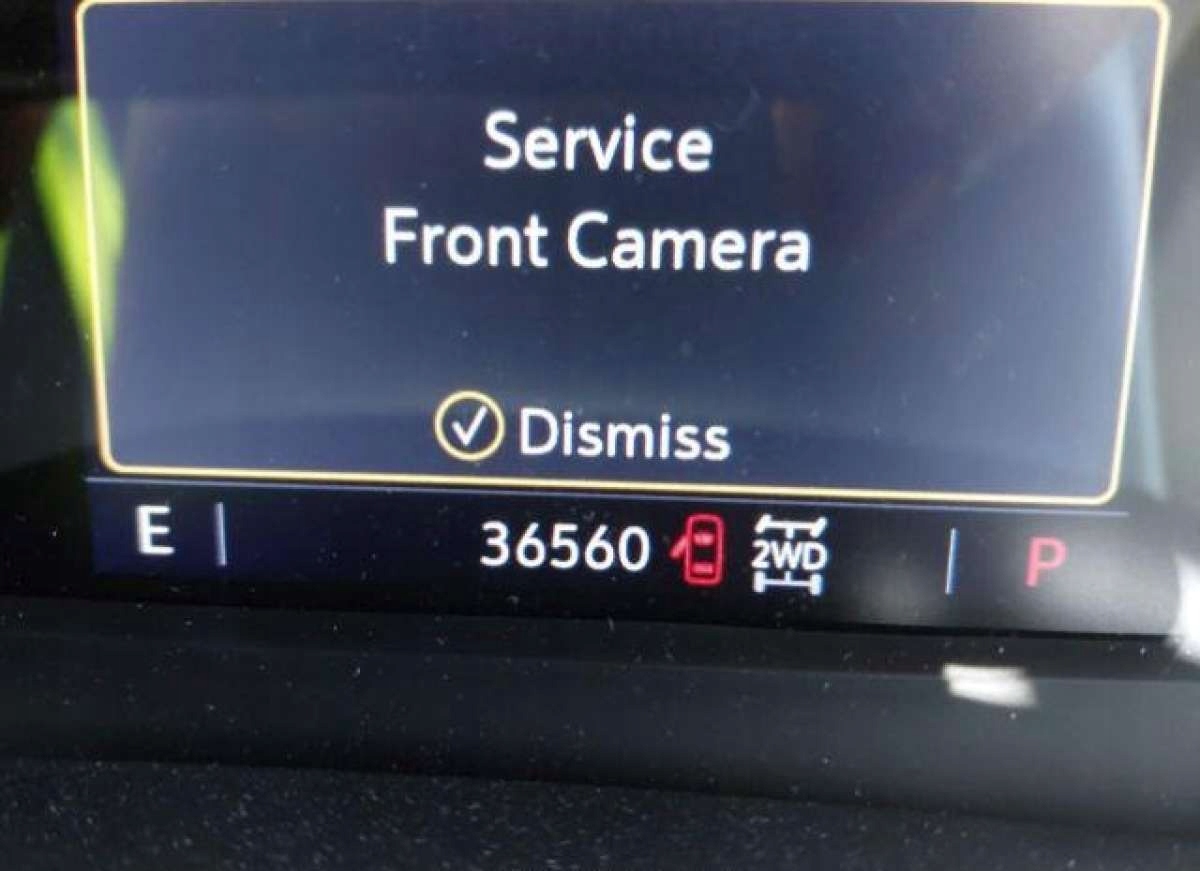 Service
Front Camera
Dismiss
E 36560 2WD P